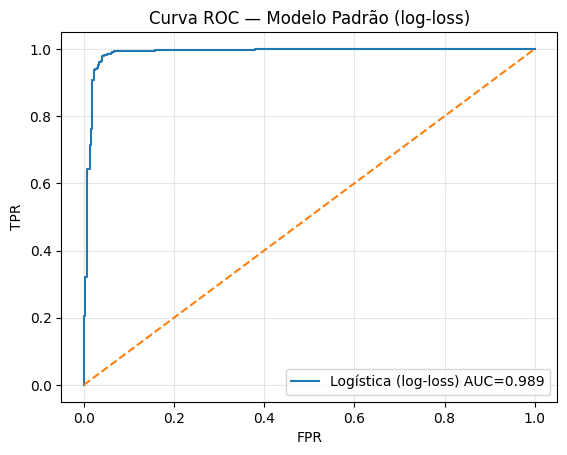 Curva ROC — Modelo Padrão (log-loss)
1.0
0.8
0.6
0.4
0.2
0.0
TPR
0.0 0.2 0.4 0.6 0.8 1.0
FPR
Logística (log-loss) AUC=0.989